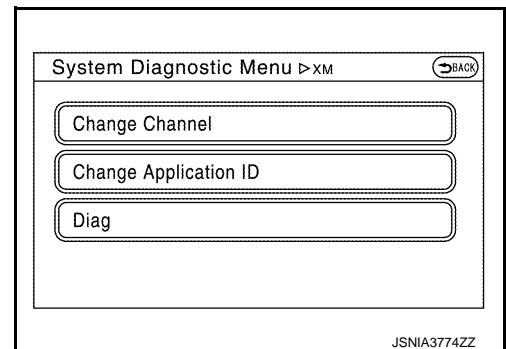 System Diagnostic Menu ▷XM BACK
Change Channel
Change Application ID
Diag
JSNIA3774ZZ